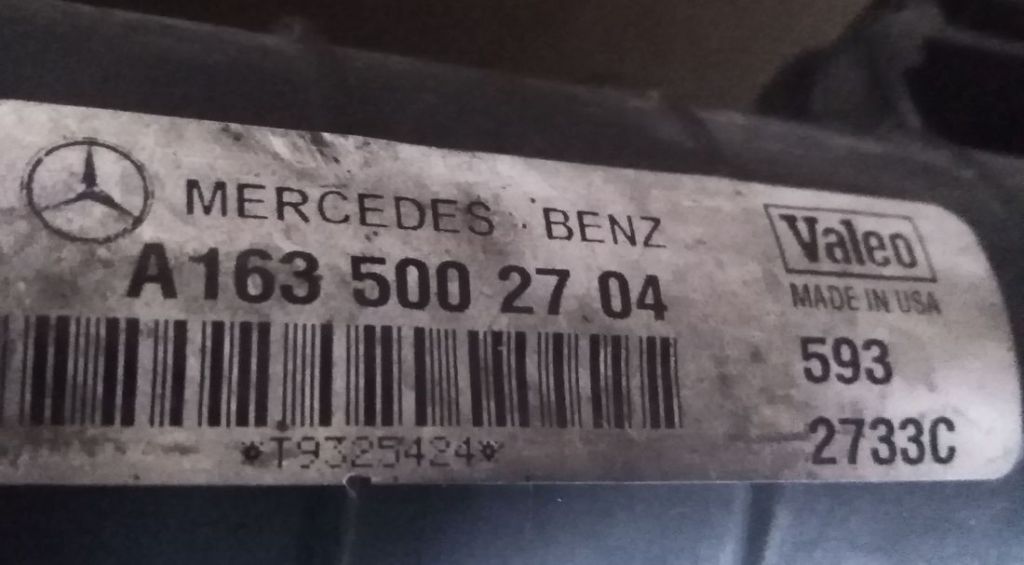 MERCEDES BENZ
A 163 500 27 04
*T9325424*
Valeo
MADE IN USA
593
2733C